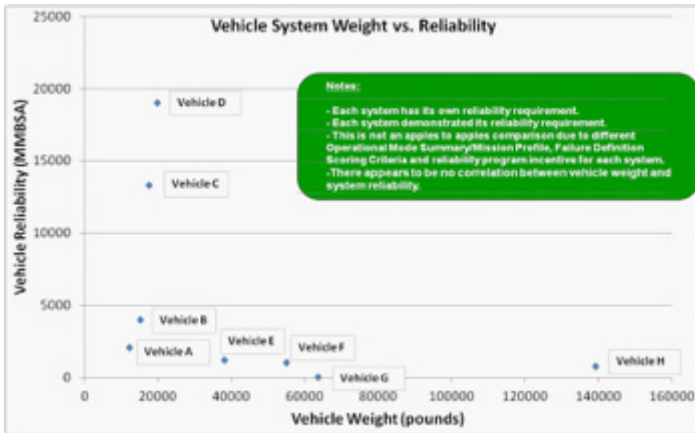 Vehicle System Weight vs. Reliability
25000
20000
15000
10000
5000
0
Vehicle Reliability (MMBSA)
Notes:
- Each system has its own reliability requirement.
- Each system demonstrated its reliability requirement.
- This is not an apples to apples comparison due to different
Operational Mode Summary/Mission Profile, Failure Definition
Scoring Criteria and reliability program incentive for each system.
-There appears to be no correlation between vehicle weight and
system reliability.
Vehicle D
Vehicle C
Vehicle B
Vehicle A
Vehicle E
Vehicle F
Vehicle G
Vehicle H
0
20000
40000
60000
80000
100000
120000
140000
160000
Vehicle Weight (pounds)